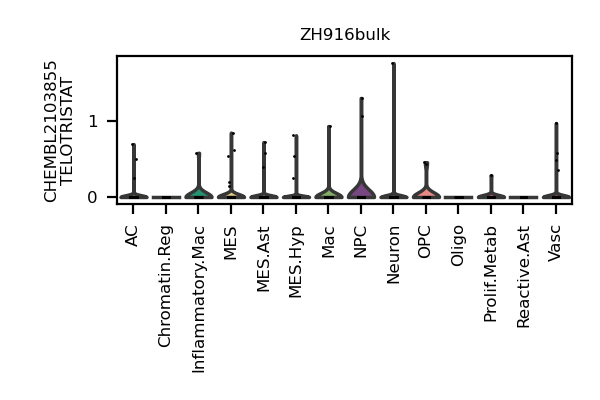 ZH916bulk
CHEMBL2103855
TELOTRISTAT
1
0
AC
Chromatin.Reg
Inflammatory.Mac
MES
MES.Ast
MES.Hyp
Mac
NPC
Neuron
OPC
Oligo
Prolif.Metab
Reactive.Ast
Vasc